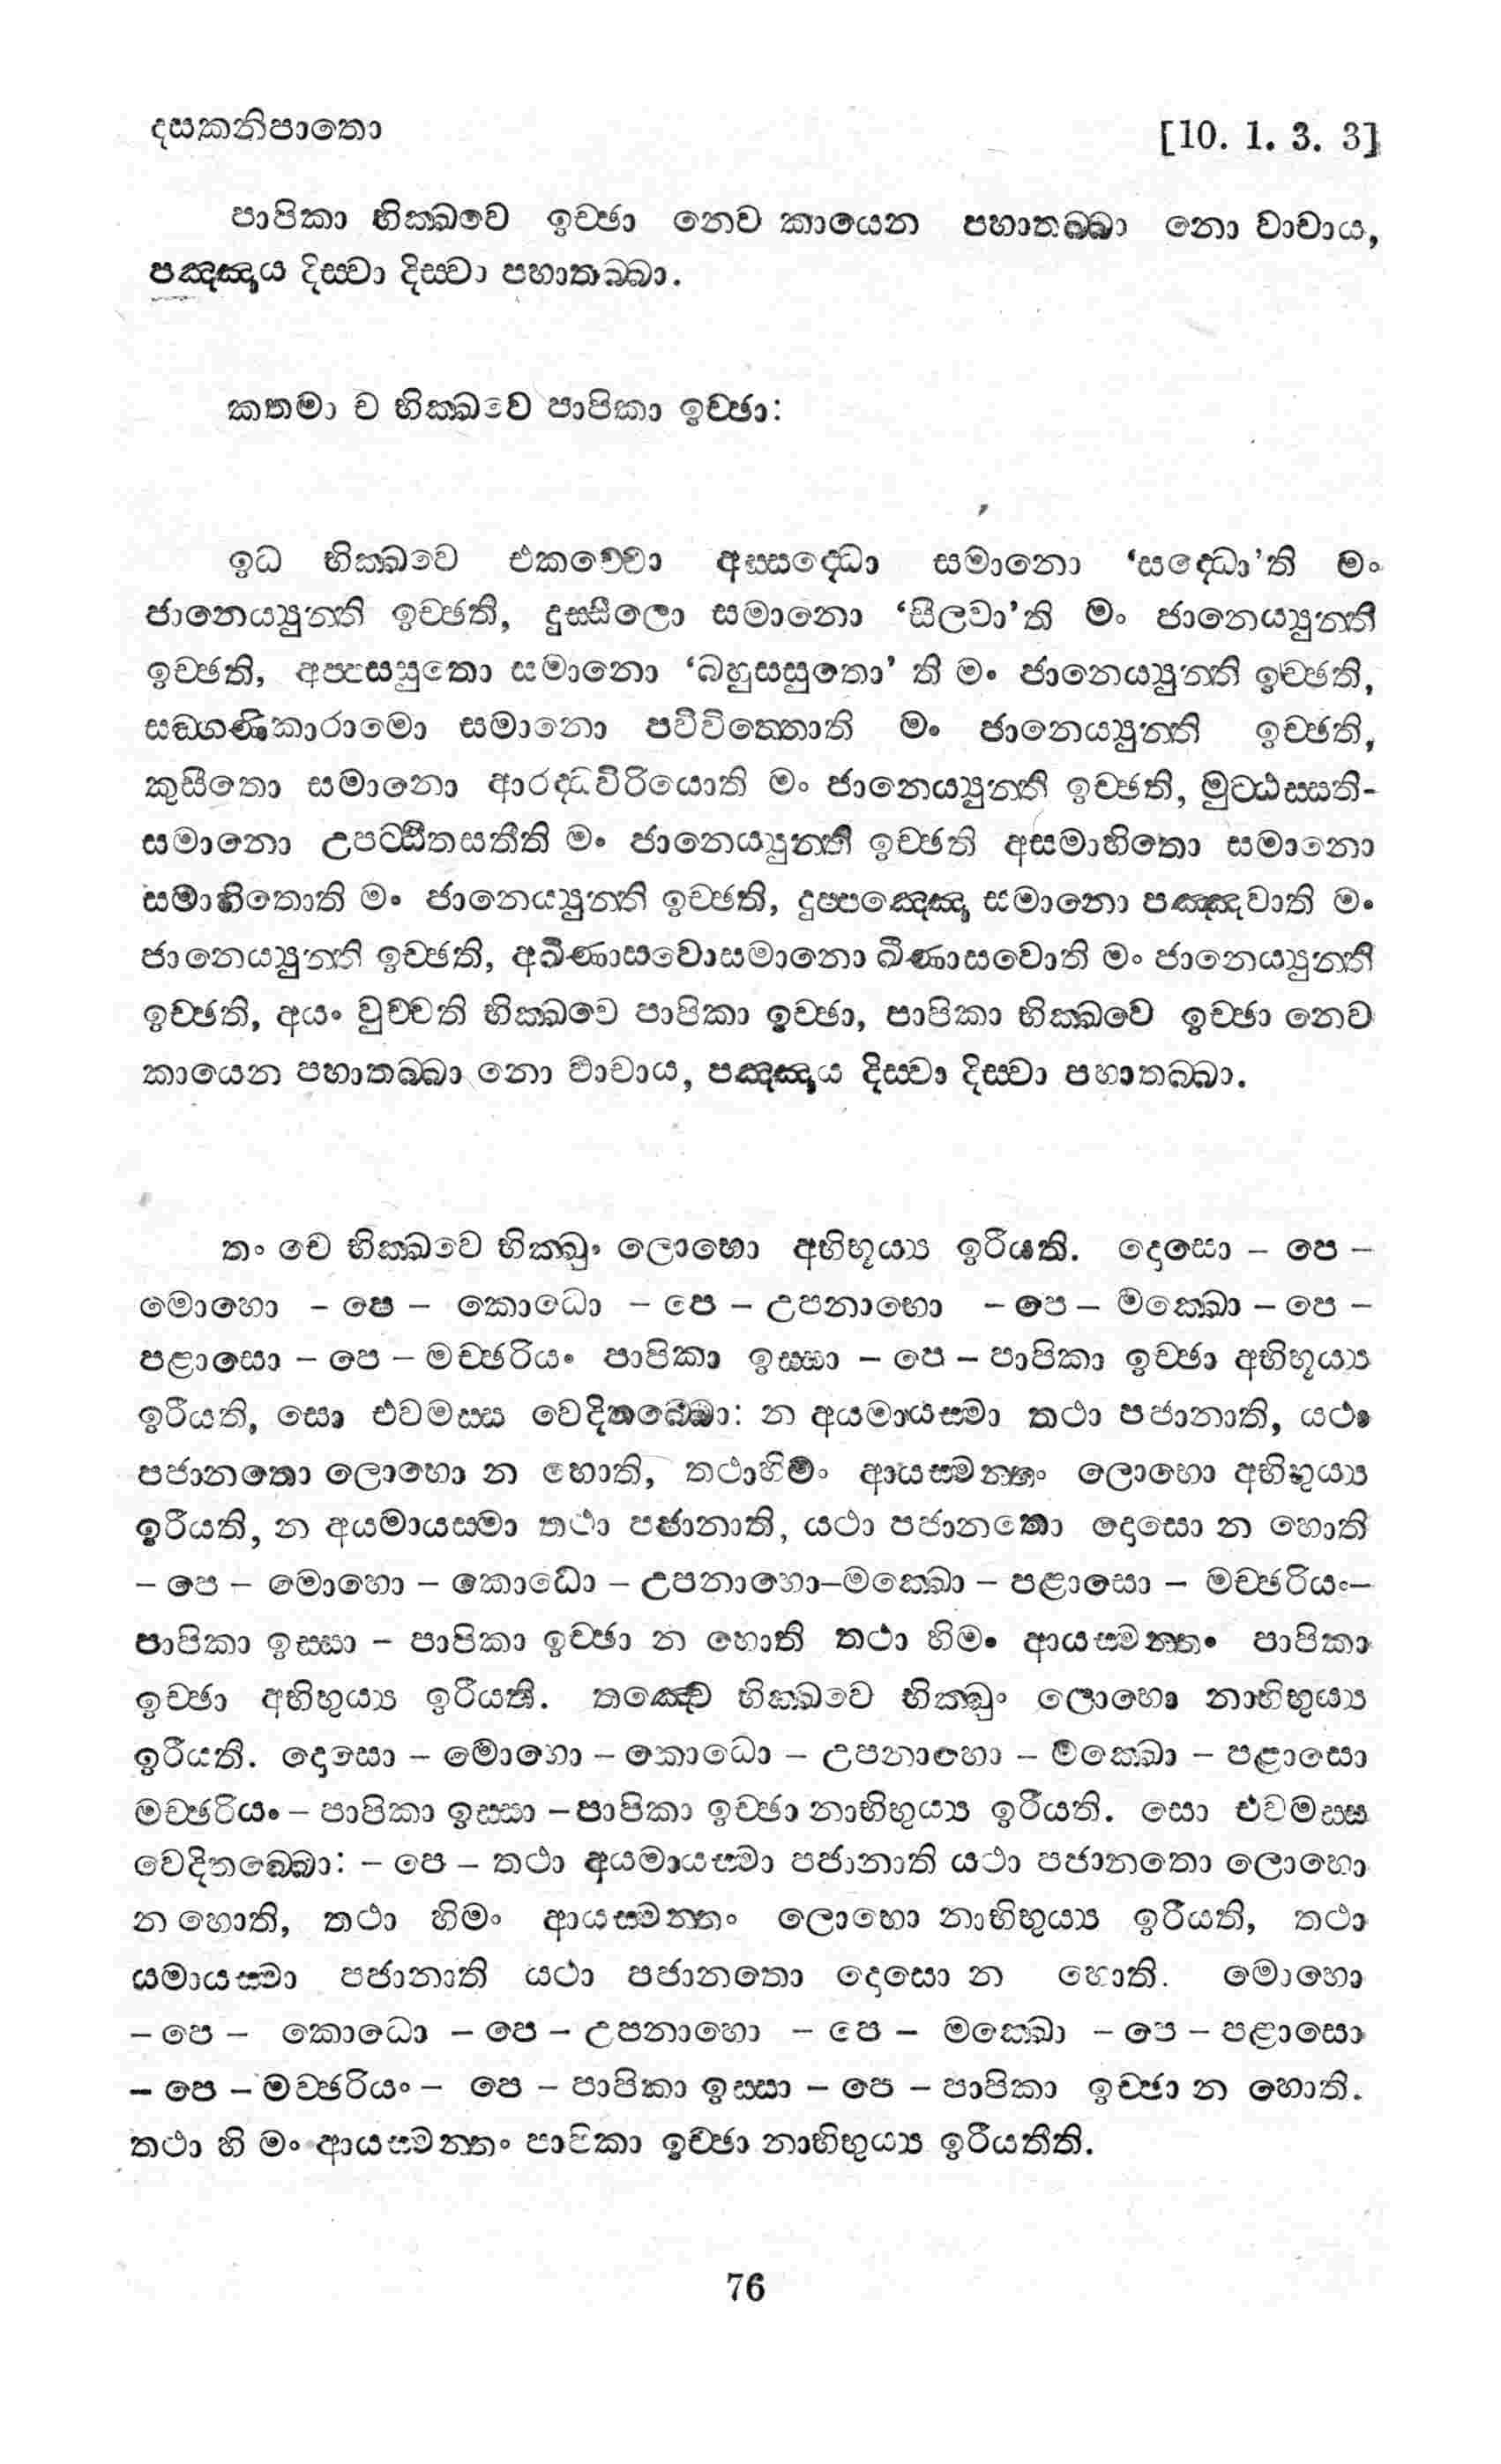 දසකනිපාතො
[10. 1. 3. 3]
පාපිකා භික්ඛවෙ ඉච්ඡා නෙව කායෙන පහාතබ්බා නො වාචාය,
පඤ්ඤාය දිස්වා දිස්වා පහාතබ්බා.
කතමා ච භික්ඛවෙ පාපිකා ඉච්ඡා:
ඉධ භික්ඛවෙ එකච්චො අස්සද්ධො සමානො ‘සද්ධො’ති මං
ජානෙය්‍යුන්ති ඉච්ඡති, දුස්සීලො සමානො ‘සීලවා’ති මං ජානෙය්‍යුන්ති
ඉච්ඡති, අප්පස්සුතො සමානො ‘බහුස්සුතො’ ති මං ජානෙය්‍යුන්ති ඉච්ඡති,
සඞ්ගණිකාරාමො සමානො පවිවිත්තොති මං ජානෙය්‍යුන්ති ඉච්ඡති,
කුසීතො සමානො ආරද්ධවිරියොති මං ජානෙය්‍යුන්ති ඉච්ඡති, මුට්ඨස්සති-
සමානො උපට්ඨිතසතීති මං ජානෙය්‍යුන්ති ඉච්ඡති අසමාහිතො සමානො
සමාහිතොති මං ජානෙය්‍යුන්ති ඉච්ඡති, දුප්පඤ්ඤො සමානො පඤ්ඤවාති මං
ජානෙය්‍යුන්ති ඉච්ඡති, අඛීණාසවොසමානො ඛීණාසවොති මං ජානෙය්‍යුන්ති
ඉච්ඡති, අයං වුච්චති භික්ඛවෙ පාපිකා ඉච්ඡා, පාපිකා භික්ඛවෙ ඉච්ඡා නෙව
කායෙන පහාතබ්බා නො වාචාය, පඤ්ඤාය දිස්වා දිස්වා පහාතබ්බා.
තං චෙ භික්ඛවෙ භික්ඛුං ලොභො අභිභූය්‍ය ඉරීයති. දොසො – පෙ –
මොහො – පෙ – කොධො – පෙ – උපනාහො – පෙ – මක්ඛො – පෙ –
පළාසො – පෙ – මච්ඡරියං පාපිකා ඉස්සා – පෙ – පාපිකා ඉච්ඡා අභිභූය්‍ය
ඉරීයති, සො එවමස්ස වෙදිතබ්බො: න අයමායස්මා තථා පජානාති, යථා
පජානතො ලොභො න හොති, තථාහිමං ආයස්මන්තං ලොභො අභිභුය්‍ය
ඉරීයති, න අයමායස්මා තථා පජානාති, යථා පජානතො දොසො න හොති
– පෙ – මොහො – කොධො – උපනාහො–මක්ඛො – පළාසො – මච්ඡරියං–
පාපිකා ඉස්සා – පාපිකා ඉච්ඡා න හොති තථා හිමං ආයස්මන්තං පාපිකා
ඉච්ඡා අභිභුය්‍ය ඉරීයති. තඤ්චෙ භික්ඛවෙ භික්ඛුං ලොභො නාභිභුය්‍ය
ඉරීයති. දොසො – මොහො – කොධො – උපනාහො – මක්ඛො – පළාසො
මච්ඡරියං – පාපිකා ඉස්සා – පාපිකා ඉච්ඡා නාභිභුය්‍ය ඉරීයති. සො එවමස්ස
වෙදිතබ්බො: – පෙ – තථා අයමායස්මා පජානාති යථා පජානතො ලොභො
න හොති, තථා හිමං ආයස්මන්තං ලොභො නාභිභුය්‍ය ඉරීයති, තථා
යමායස්මා පජානාති යථා පජානතො දොසො න හොති. මොහො
– පෙ – කොධො – පෙ – උපනාහො – පෙ – මක්ඛො – පෙ – පළාසො
– පෙ – මච්ඡරියං – පෙ – පාපිකා ඉස්සා – පෙ – පාපිකා ඉච්ඡා න හොති.
තථා හි මං ආයස්මන්තං පාපිකා ඉච්ඡා නාභිභුය්‍ය ඉරීයතීති.
76